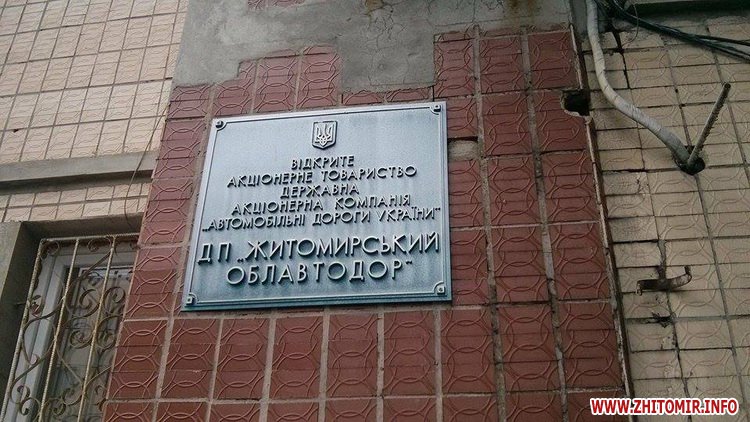 ВІДКРИТЕ
АКЦІОНЕРНЕ ТОВАРИСТВО
ДЕРЖАВНА
АКЦІОНЕРНА КОМПАНІЯ
„АВТОМОБІЛЬНІ ДОРОГИ УКРАЇНИ"
ДП „ЖИТОМИРСЬКИЙ
ОБЛАВТОДОР"
WWW.ZHITOMIR.INFO